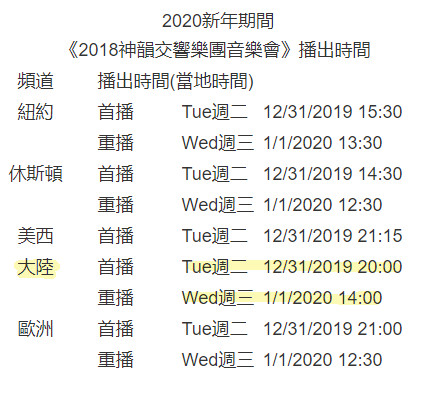 2020新年期間
《2018神韻交響樂團音樂會》播出時間
頻道 播出時間(當地時間)
紐約 首播 Tue週二 12/31/2019 15:30
重播 Wed週三 1/1/2020 13:30
休斯頓 首播 Tue週二 12/31/2019 14:30
重播 Wed週三 1/1/2020 12:30
美西 首播 Tue週二 12/31/2019 21:15
大陸 首播 Tue週二 12/31/2019 20:00
重播 Wed週三 1/1/2020 14:00
歐洲 首播 Tue週二 12/31/2019 21:00
重播 Wed週三 1/1/2020 12:30